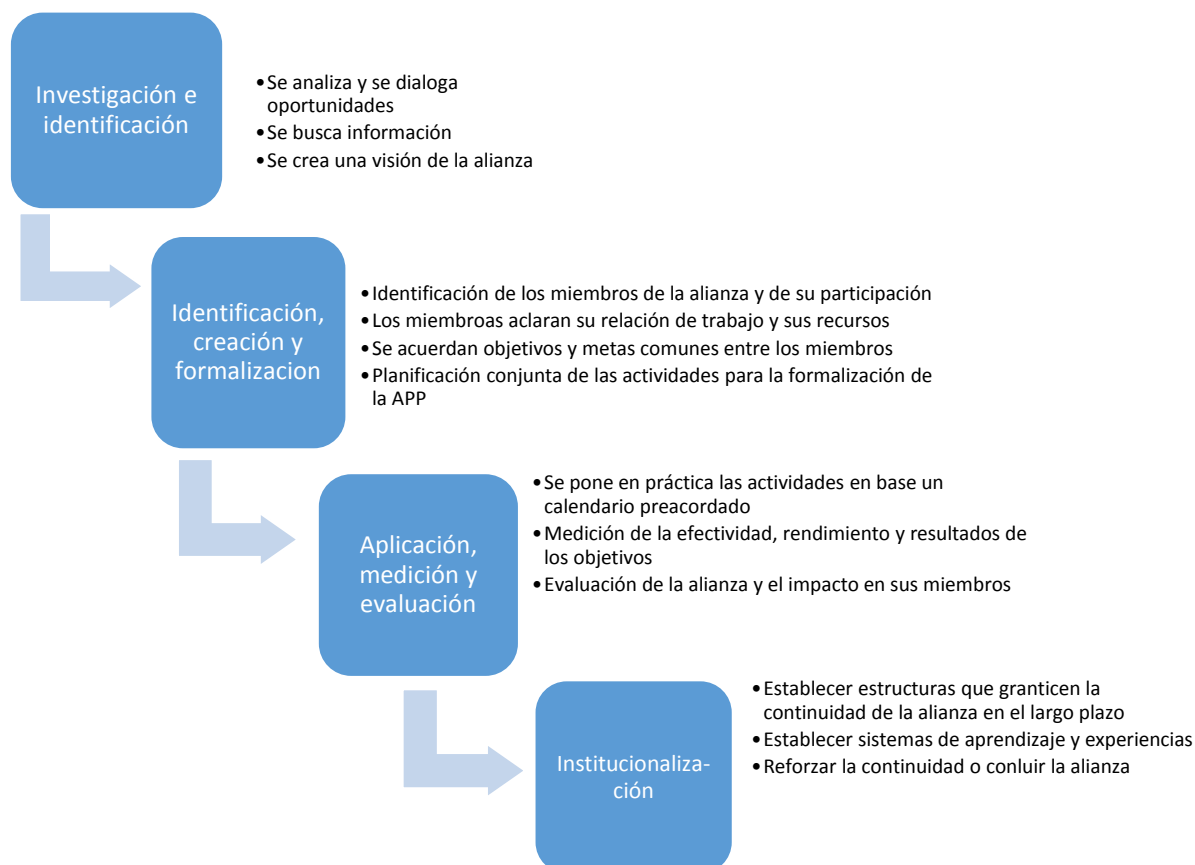 Investigación e
identificación
•Se analiza y se dialoga
oportunidades
•Se busca información
•Se crea una visión de la alianza
Identificación,
creación y
formalizacion
•Identificación de los miembros de la alianza y de su participación
•Los miembroas aclaran su relación de trabajo y sus recursos
•Se acuerdan objetivos y metas comunes entre los miembros
•Planificación conjunta de las actividades para la formalización de
la APP
Aplicación,
medición y
evaluación
•Se pone en práctica las actividades en base un
calendario preacordado
•Medición de la efectividad, rendimiento y resultados de
los objetivos
•Evaluación de la alianza y el impacto en sus miembros
Institucionaliza-
ción
•Establecer estructuras que granticen la
continuidad de la alianza en el largo plazo
•Establecer sistemas de aprendizaje y experiencias
•Reforzar la continuidad o conluir la alianza